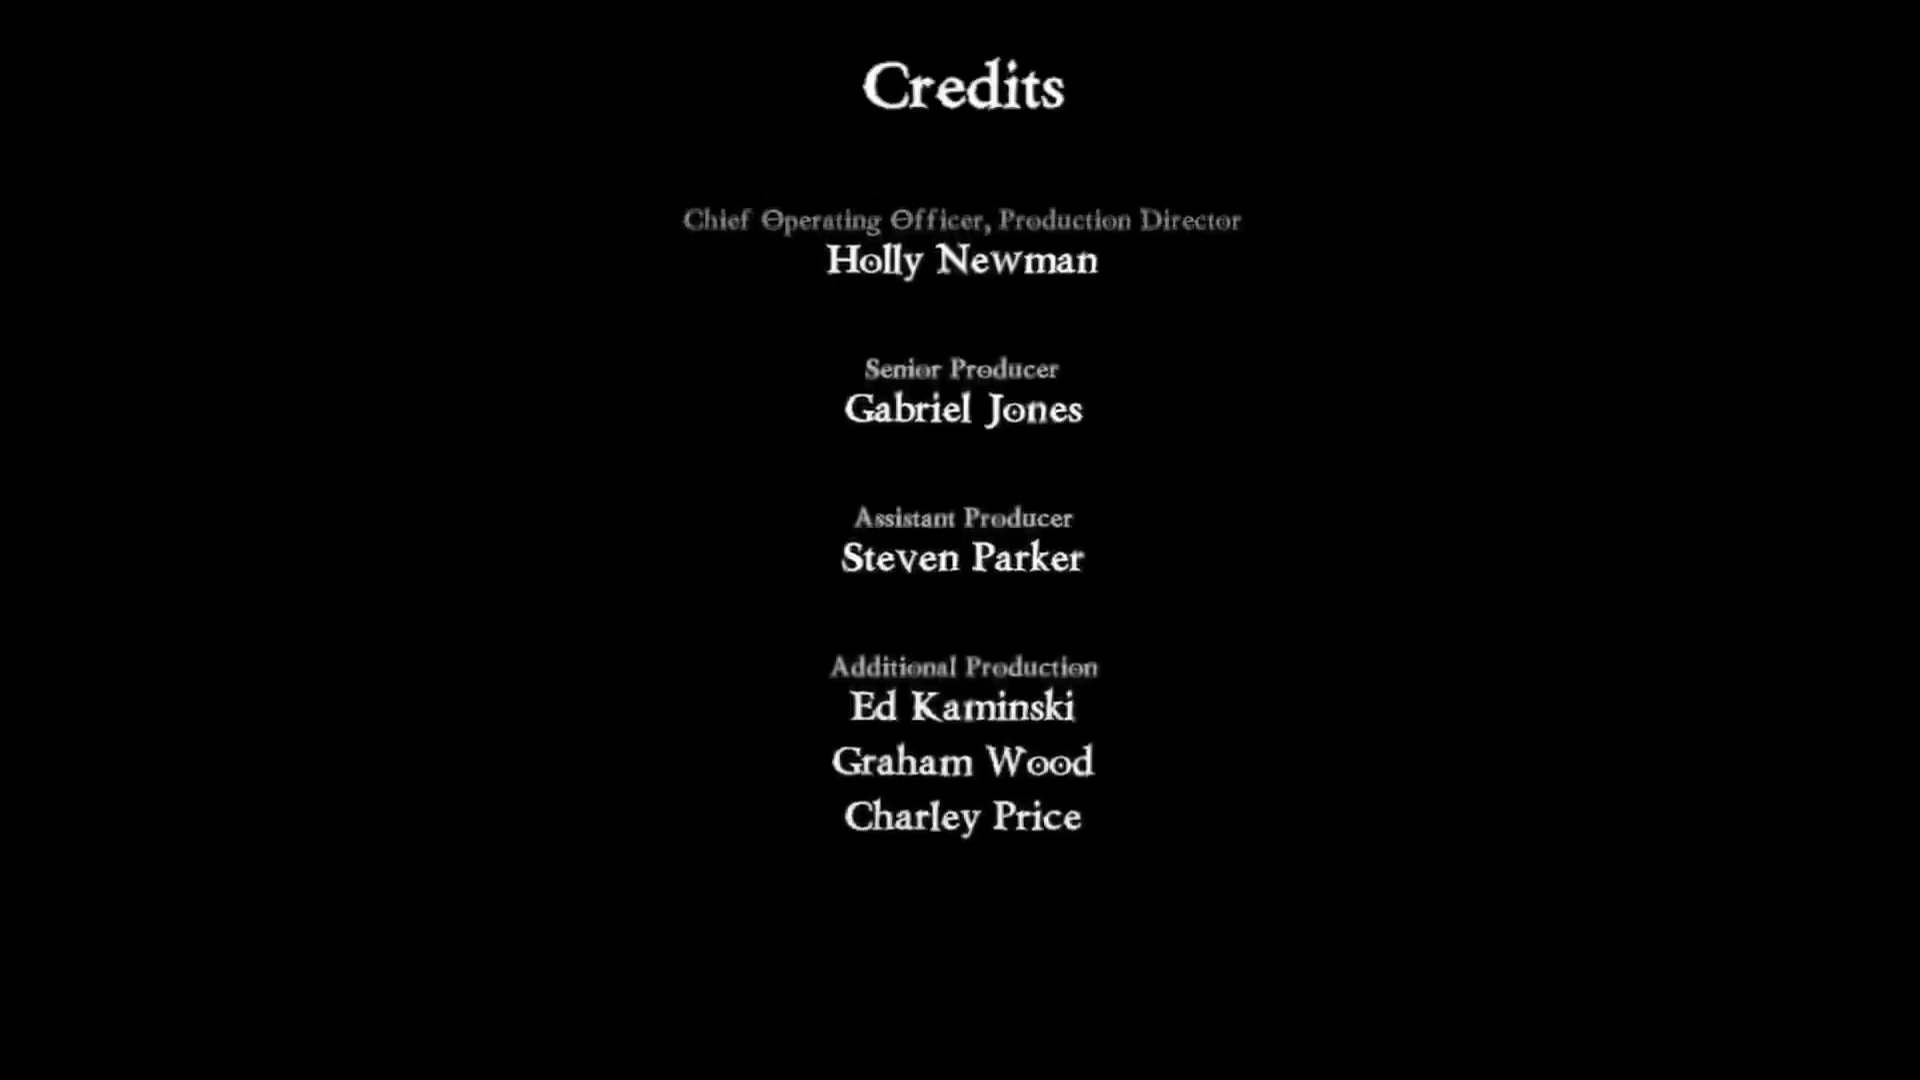 Credits
Chief Operating Officer, Production Director
Holly Newman
Senior Producer
Gabriel Jones
Assistant Producer
Steven Parker
Additional Production
Ed Kaminski
Graham Wood
Charley Price